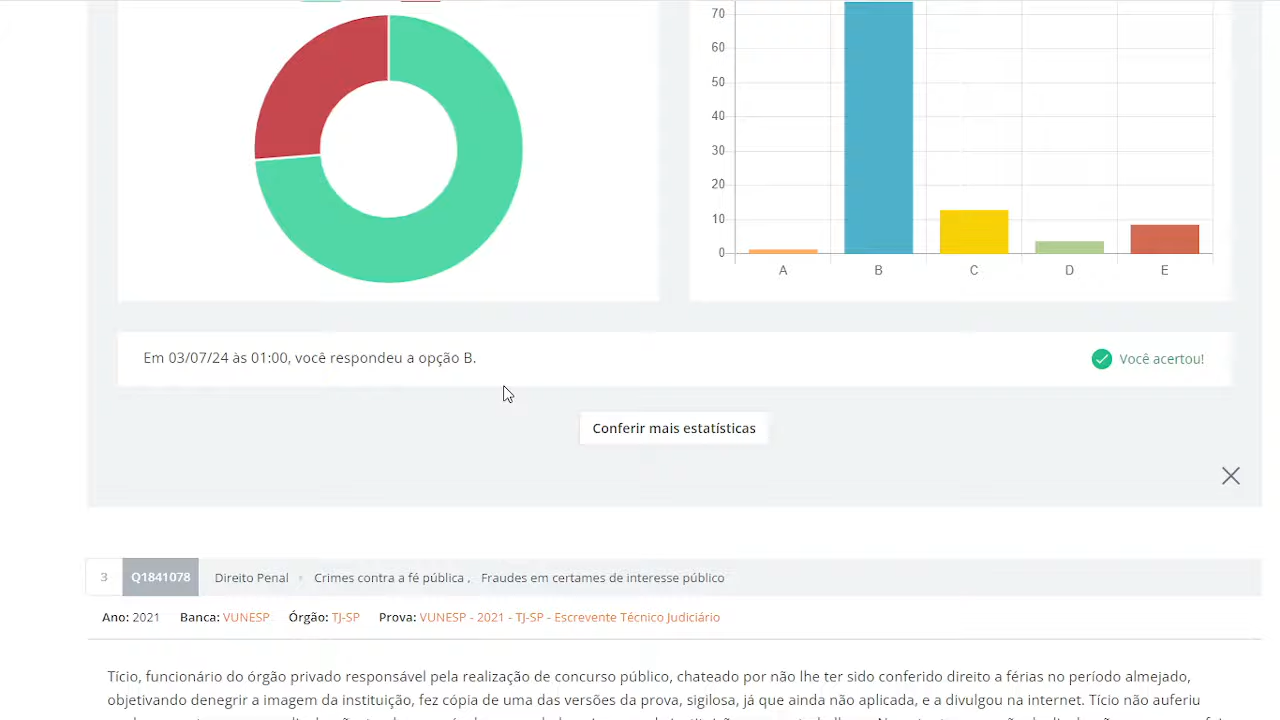 70
60
50
40
30
20
10
0
A B C D E
Em 03/07/24 às 01:00, você respondeu a opção B.
Você acertou!
Conferir mais estatísticas
3 Q1841078 Direito Penal Crimes contra a fé pública , Fraudes em certames de interesse público
Ano: 2021 Banca: VUNESP Órgão: TJ-SP Prova: VUNESP - 2021 - TJ-SP - Escrevente Técnico Judiciário
Tício, funcionário do órgão privado responsável pela realização de concurso público, chateado por não lhe ter sido conferido direito a férias no período almejado,
objetivando denegrir a imagem da instituição, fez cópia de uma das versões da prova, sigilosa, já que ainda não aplicada, e a divulgou na internet. Tício não auferiu